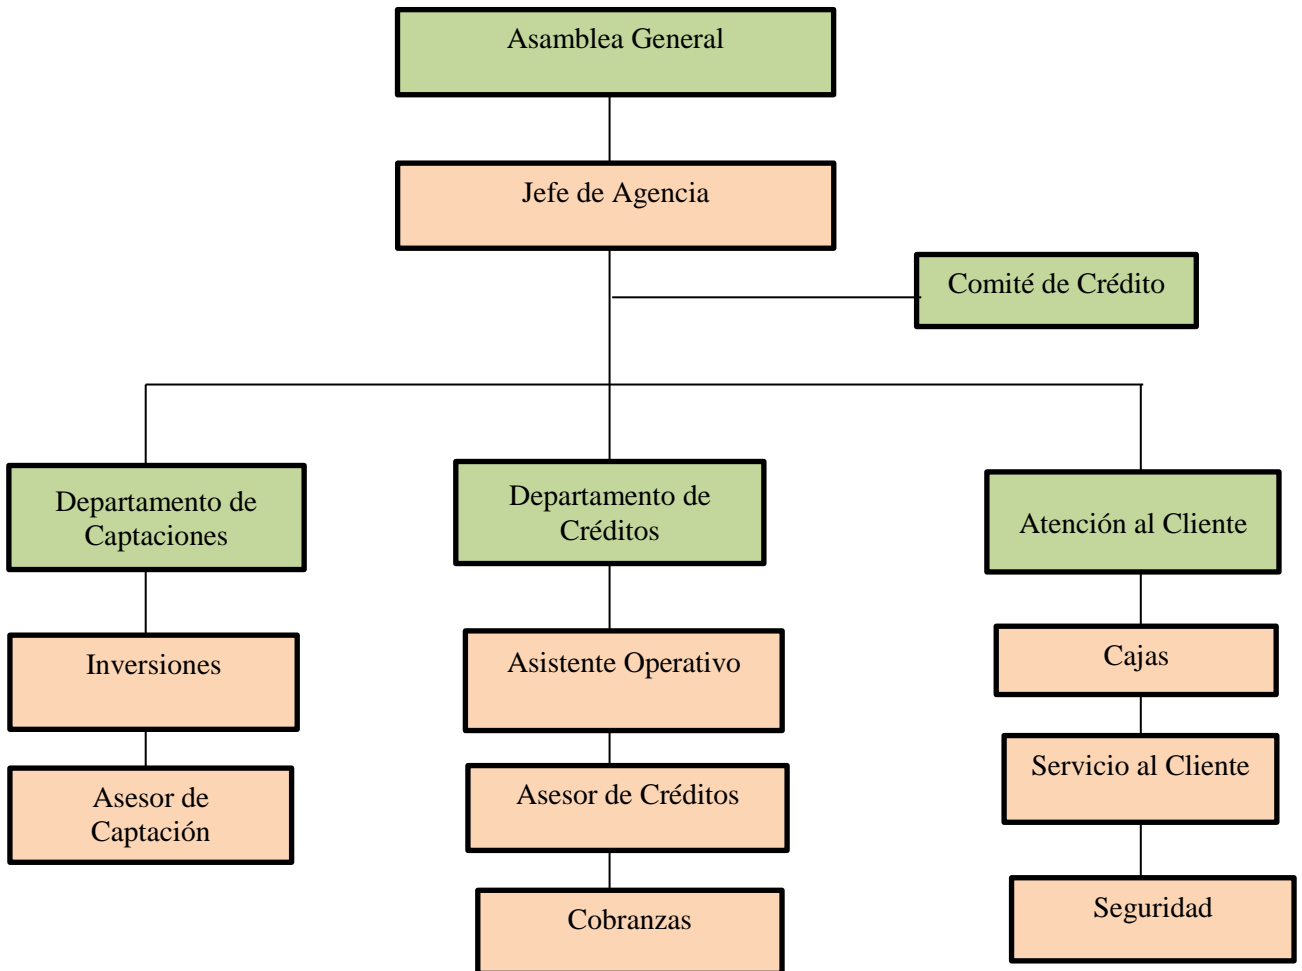 Asamblea General
Jefe de Agencia
Comité de Crédito
Departamento de
Captaciones
Departamento de
Créditos
Atención al Cliente
Inversiones
Asistente Operativo
Cajas
Asesor de
Captación
Asesor de Créditos
Servicio al Cliente
Cobranzas
Seguridad